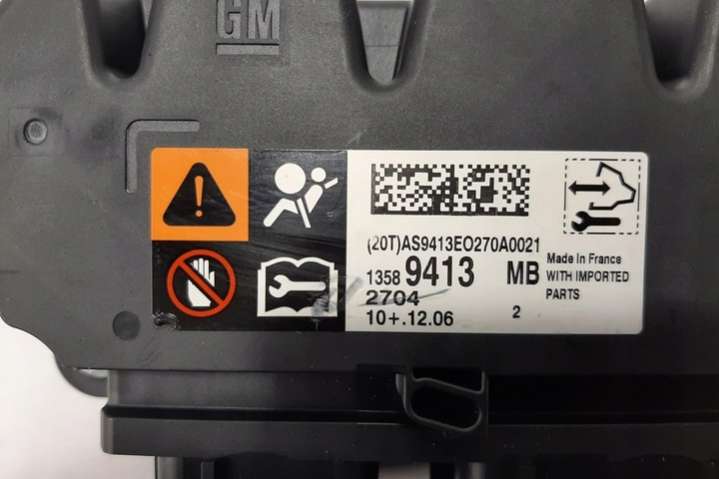 GM
(20T)AS9413EO270A0021
1358 9413 MB
2704
10+.12.06 2
Made in France
WITH IMPORTED
PARTS